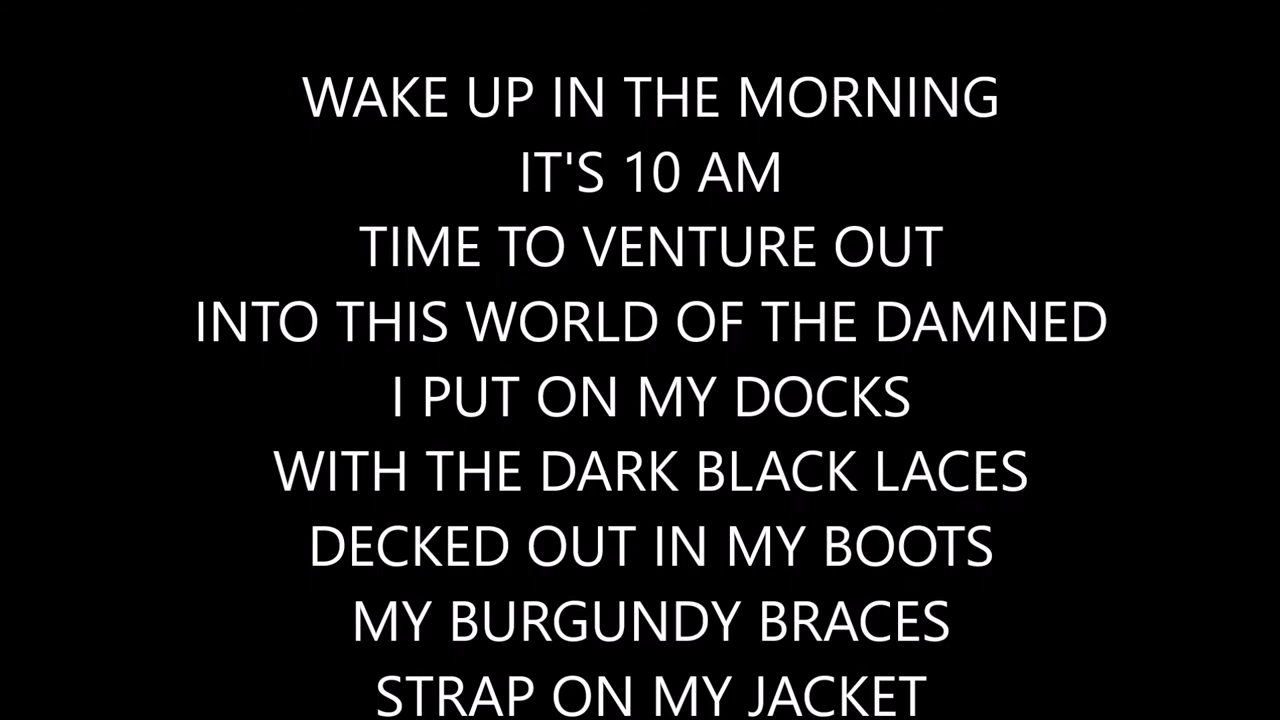 WAKE UP IN THE MORNING
IT'S 10 AM
TIME TO VENTURE OUT
INTO THIS WORLD OF THE DAMNED
I PUT ON MY DOCKS
WITH THE DARK BLACK LACES
DECKED OUT IN MY BOOTS
MY BURGUNDY BRACES
STRAP ON MY JACKET